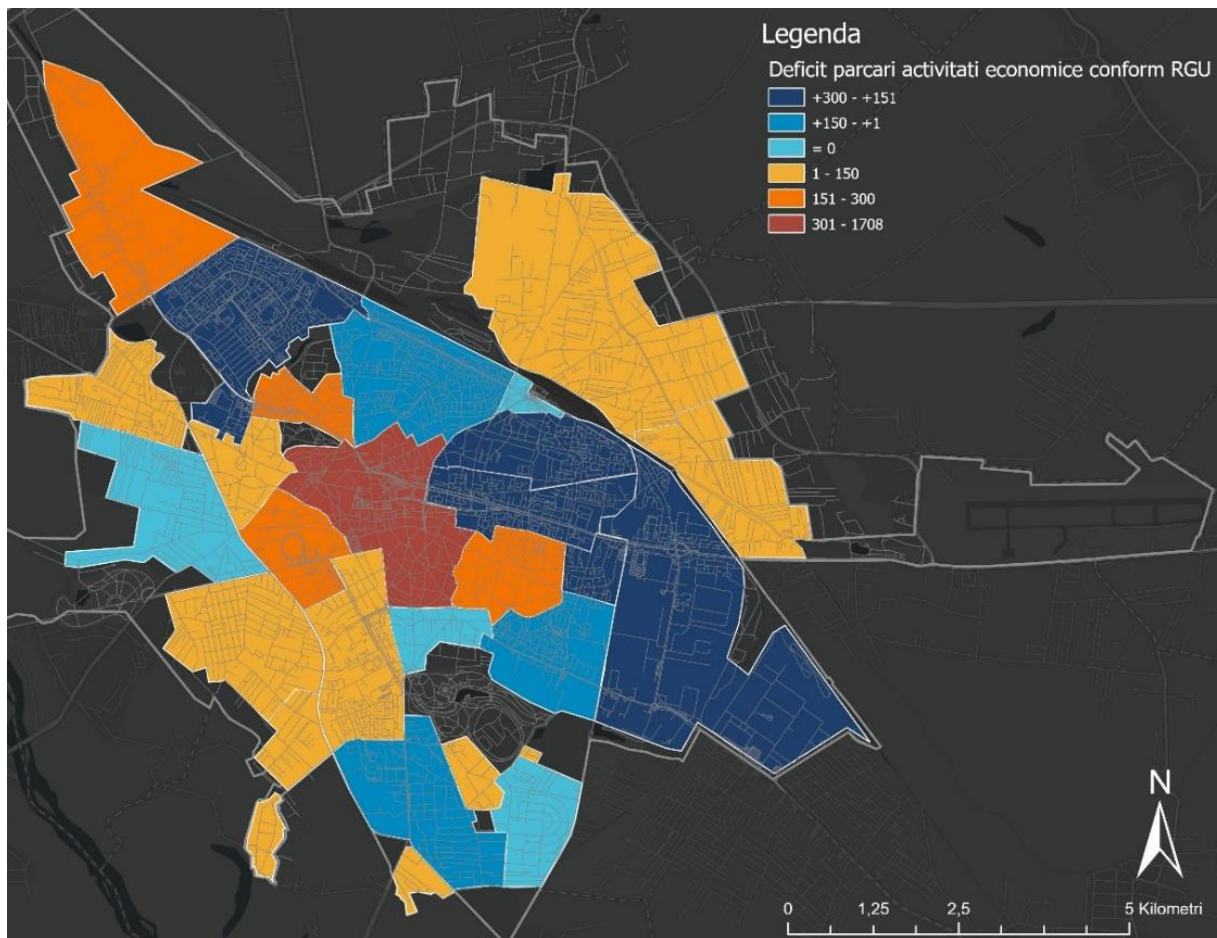 Legenda
Deficit parcari activitati economice conform RGU
+300 - +151
+150 - +1
= 0
1 - 150
151 - 300
301 - 1708
N
0 1,25 2,5 5 Kilometri